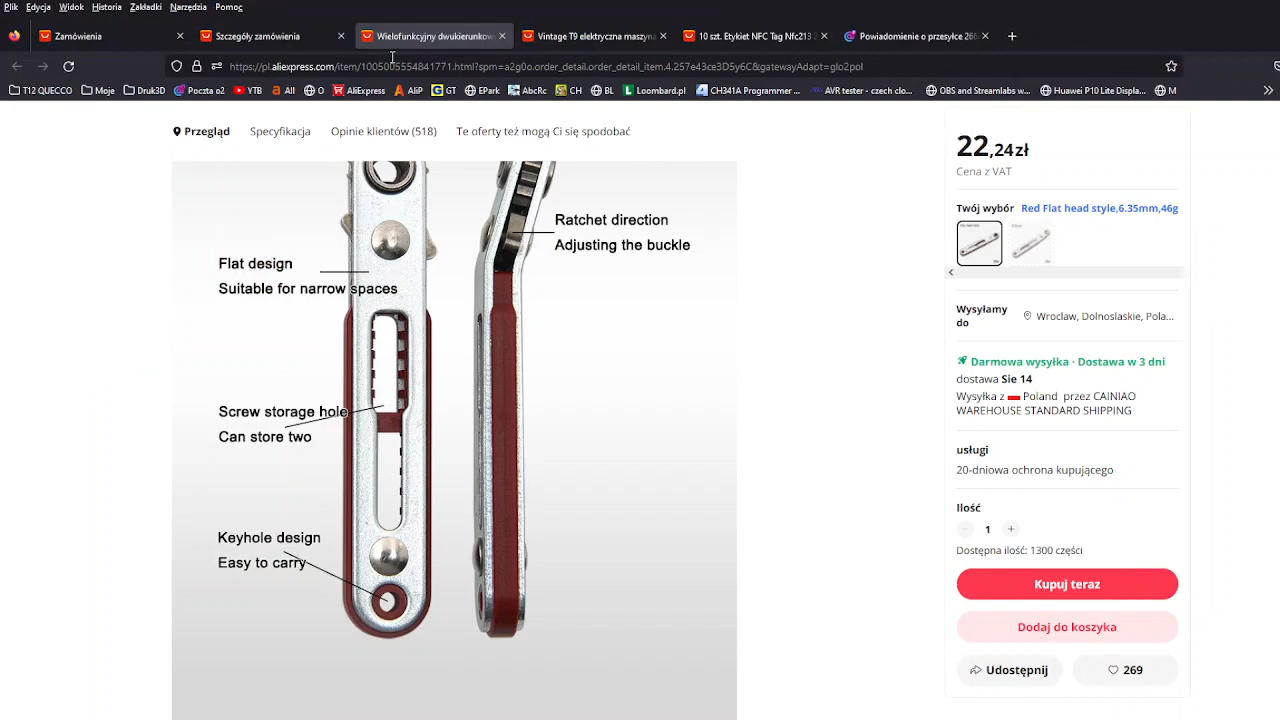 Plik Edycja Widok Historia Zakładki Narzędzia Pomoc
Zamówienia
Szczegóły zamówienia
Wielofunkcyjny dwukierunkow
Vintage T9 elektryczna maszyna
10 szt. Etykiet NFC Tag Nfc213 2
Powiadomienie o przesyłce 266
https://pl.aliexpress.com/item/1005005554841771.html?spm=a2g0o.order_detail.order_detail_item.4.257e43ce3D5y6C&gatewayAdapt=glo2pol
T12 QUECCO
Moje
Druk3D
Poczta o2
YTB
All
O
AliExpress
AliP
GT
EPark
AbcRc
CH
BL
Loombard.pl
CH341A Programmer ...
AVR tester - czech clo...
OBS and Streamlabs w...
Huawei P10 Lite Displa...
M
Przegląd
Specyfikacja
Opinie klientów (518)
Te oferty też mogą Ci się spodobać
Flat design
Suitable for narrow spaces
Screw storage hole
Can store two
Keyhole design
Easy to carry
Ratchet direction
Adjusting the buckle
22,24zł
Cena z VAT
Twój wybór Red Flat head style,6.35mm,46g
Wysyłamy
do
Wroclaw, Dolnoslaskie, Pola...
Darmowa wysyłka · Dostawa w 3 dni
dostawa Sie 14
Wysyłka z Poland przez CAINIAO
WAREHOUSE STANDARD SHIPPING
usługi
20-dniowa ochrona kupującego
Ilość
1
Dostępna ilość: 1300 części
Kupuj teraz
Dodaj do koszyka
Udostępnij
269